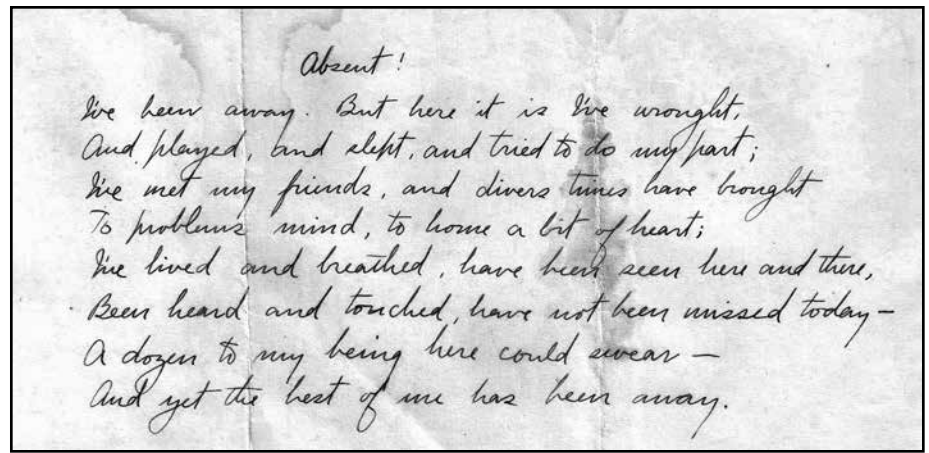 Absent!
I've been away. But here it is I've wrought,
And played, and slept, and tried to do my part;
I've met my friends, and divers times have brought
To problems mind, to home a bit of heart;
I've lived and breathed, have been seen here and there,
Been heard and touched, have not been missed today –
A dozen to my being here could swear –
And yet the best of me has been away.